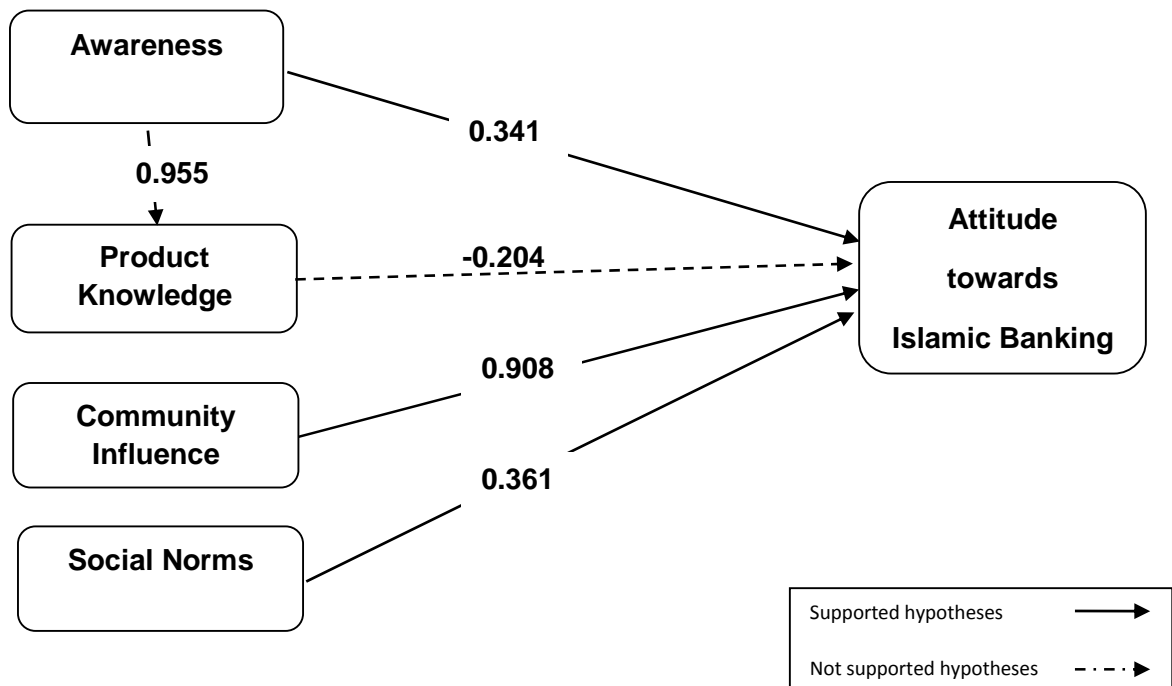 Awareness
0.341
0.955
Product
Knowledge
-0.204
Attitude
towards
Islamic Banking
Community
Influence
0.908
0.361
Social Norms
Supported hypotheses
Not supported hypotheses